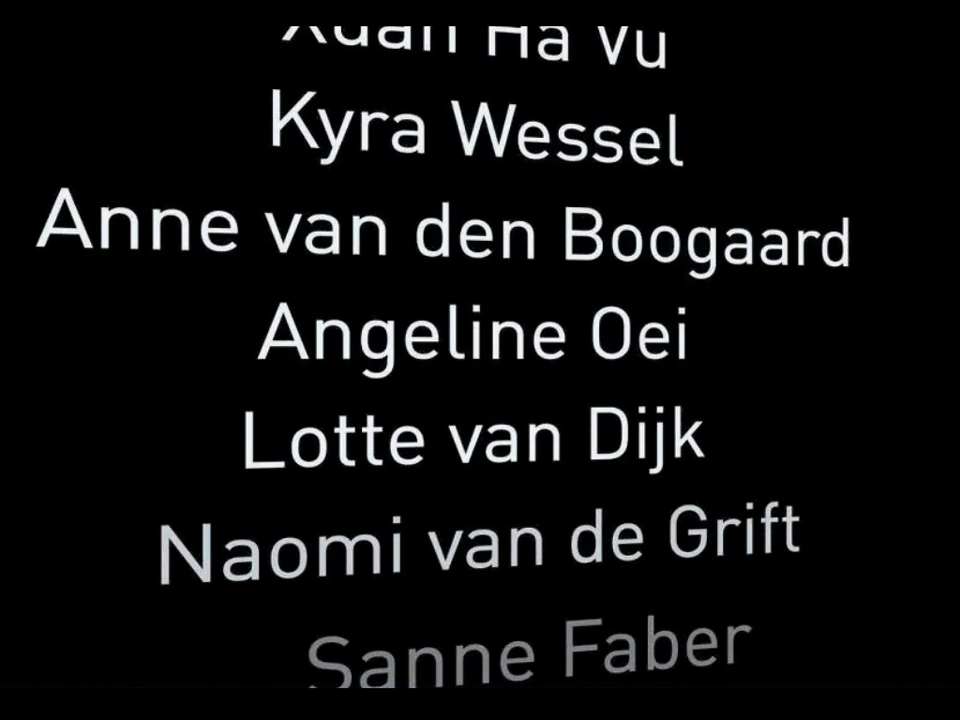 Xuan Ha Vu
Kyra Wessel
Anne van den Boogaard
Angeline Oei
Lotte van Dijk
Naomi van de Grift
Sanne Faber